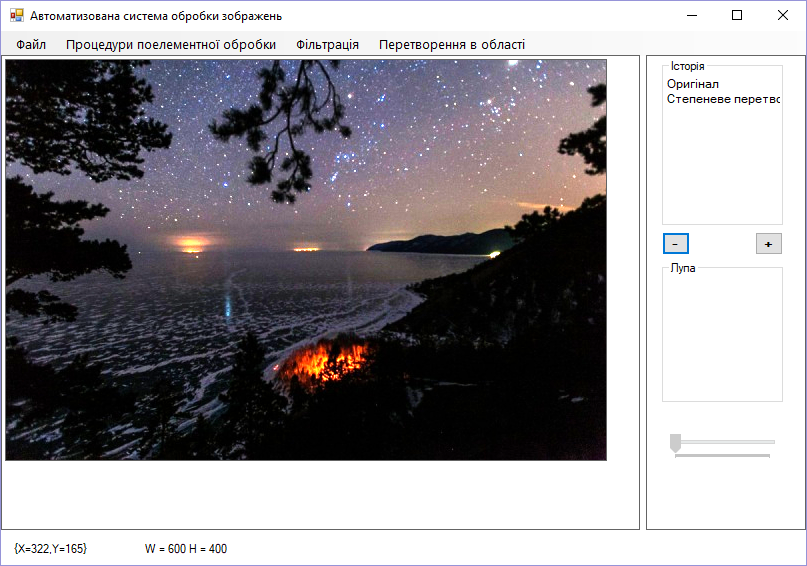 Автоматизована система обробки зображень
Файл Процедури поелементної обробки Фільтрація Перетворення в області
Історія
Оригінал
Степеневе перетвс
- +
Лупа
{X=322,Y=165} W = 600 H = 400